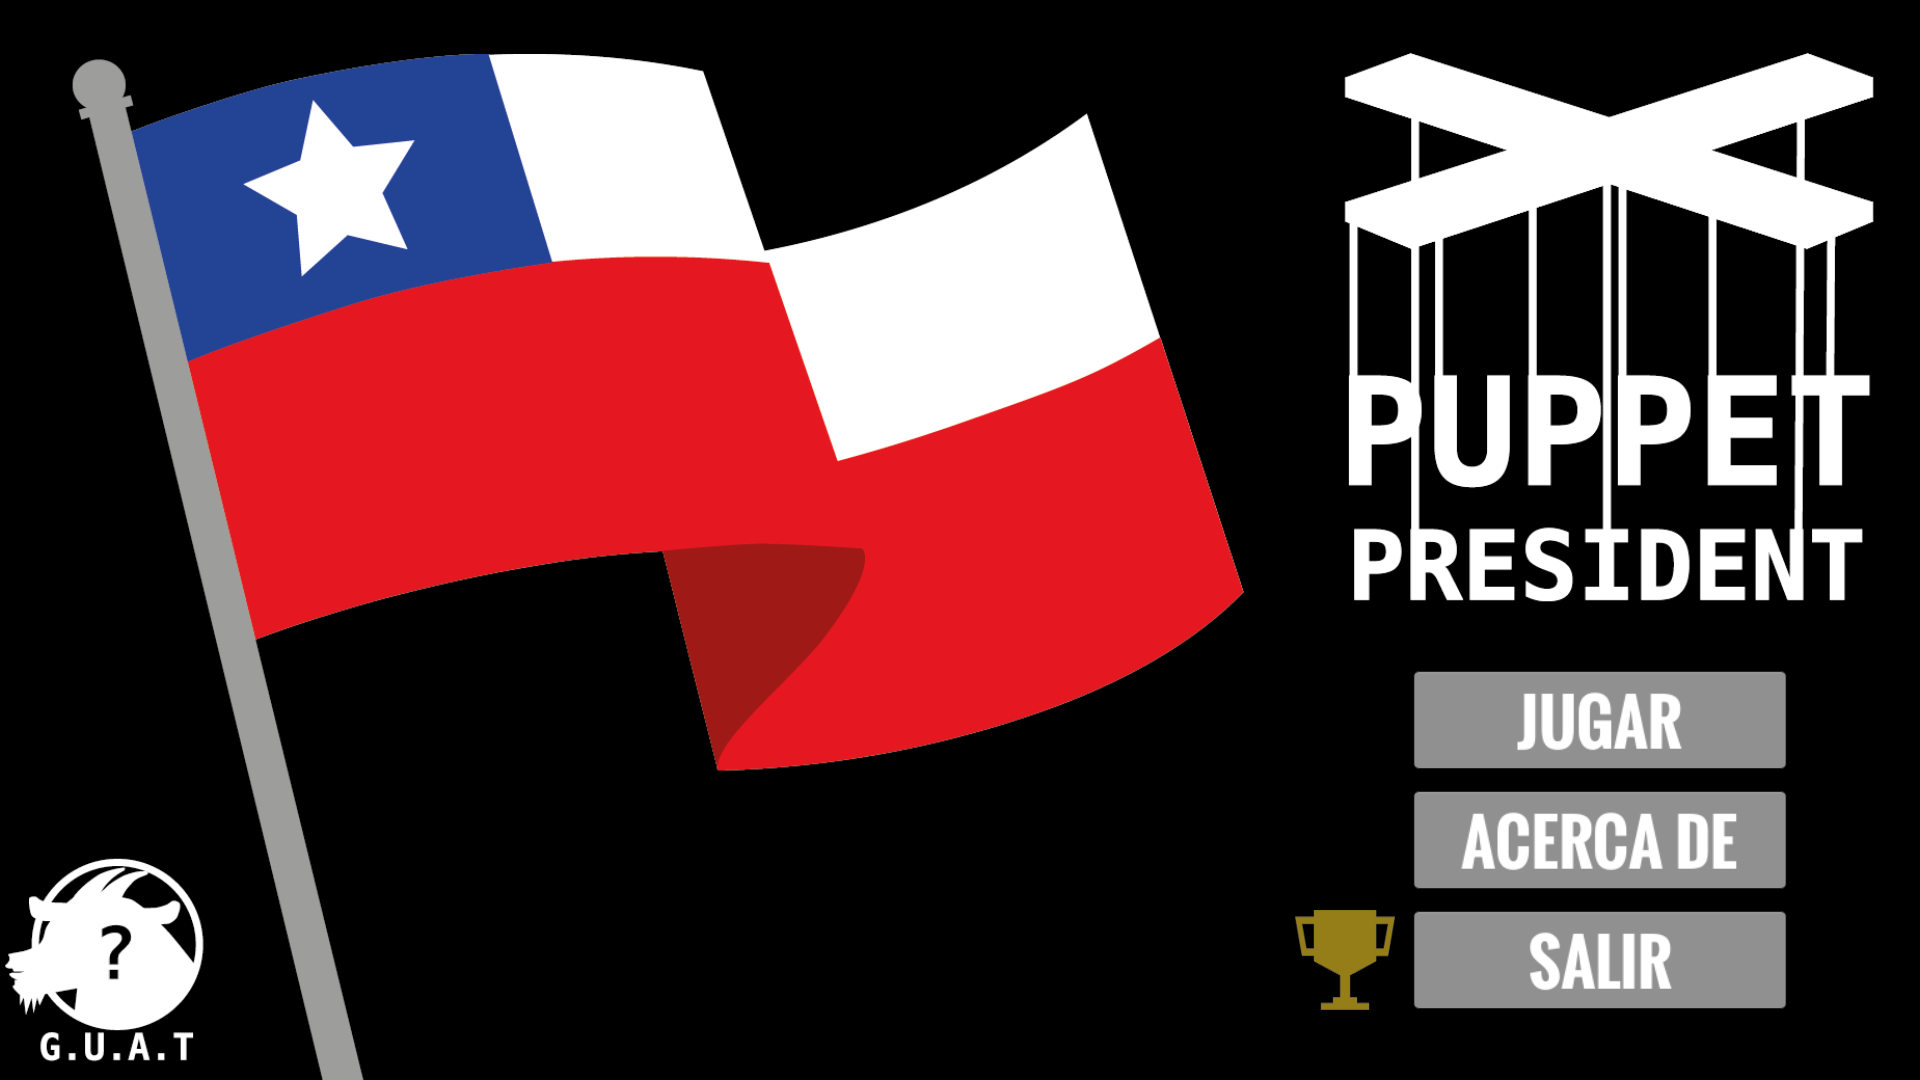 PUPPET
PRESIDENT
JUGAR
ACERCA DE
SALIR
?
G.U.A.T